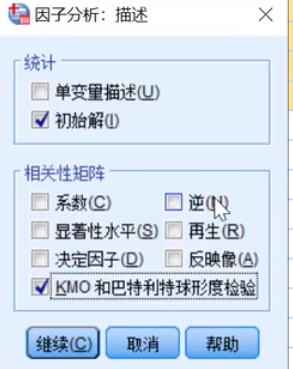 因子分析：描述
统计
单变量描述(U)
初始解(I)
相关性矩阵
系数(C) 逆(N)
显著性水平(S) 再生(R)
决定因子(D) 反映像(A)
KMO 和巴特利特球形度检验
继续(C) 取消 帮助